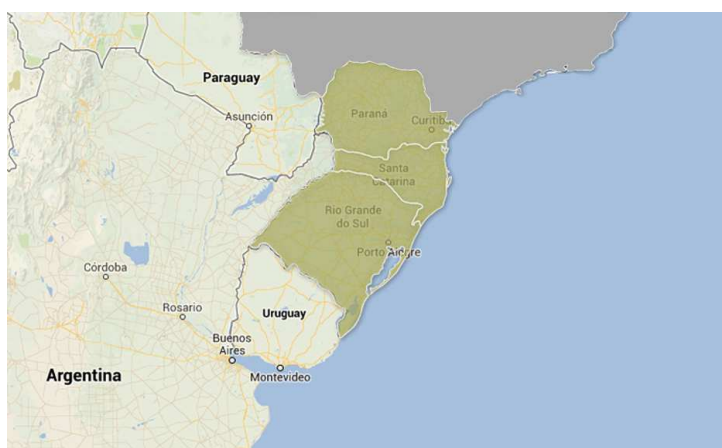 Paraguay
Asunción
Paraná
Curitiba
Santa
Catarina
Rio Grande
do Sul
Porto Alegre
Córdoba
Rosario
Uruguay
Buenos
Aires
Montevideo
Argentina